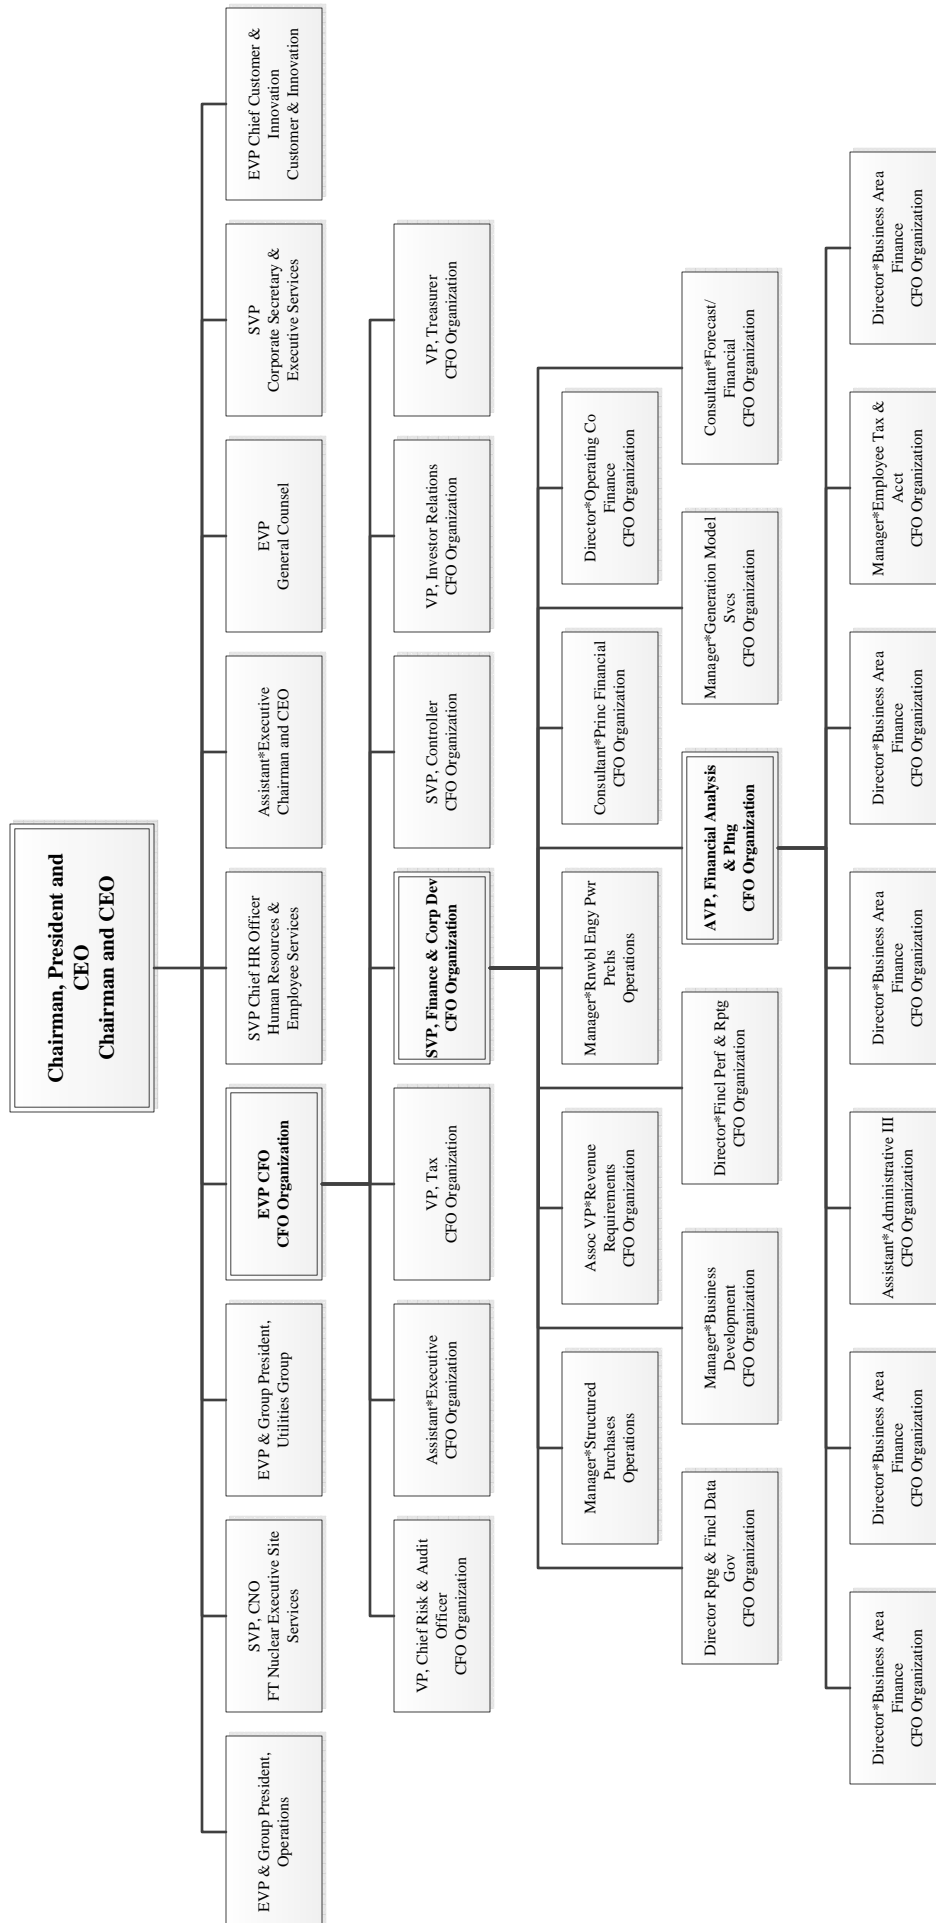 Chairman, President and
CEO
Chairman and CEO
EVP & Group President,
Operations
SVP, CNO
FT Nuclear Executive Site
Services
EVP & Group President,
Utilities Group
EVP CFO
CFO Organization
SVP Chief HR Officer
Human Resources &
Employee Services
Assistant*Executive
Chairman and CEO
EVP
General Counsel
SVP
Corporate Secretary &
Executive Services
EVP Chief Customer &
Innovation
Customer & Innovation
VP, Chief Risk & Audit
Officer
CFO Organization
Assistant*Executive
CFO Organization
VP, Tax
CFO Organization
SVP, Finance & Corp Dev
CFO Organization
SVP, Controller
CFO Organization
VP, Investor Relations
CFO Organization
VP, Treasurer
CFO Organization
Manager*Structured
Purchases
Operations
Assoc VP*Revenue
Requirements
CFO Organization
Manager*Rnwbl Engy Pwr
Prchs
Operations
Consultant*Princ Financial
CFO Organization
Director*Operating Co
Finance
CFO Organization
Director Rptg & Fincl Data
Gov
CFO Organization
Manager*Business
Development
CFO Organization
Director*Fincl Perf & Rptg
CFO Organization
AVP, Financial Analysis
& Plng
CFO Organization
Manager*Generation Model
Svcs
CFO Organization
Consultant*Forecast/
Financial
CFO Organization
Director*Business Area
Finance
CFO Organization
Director*Business Area
Finance
CFO Organization
Assistant*Administrative III
CFO Organization
Director*Business Area
Finance
CFO Organization
Director*Business Area
Finance
CFO Organization
Manager*Employee Tax &
Acct
CFO Organization
Director*Business Area
Finance
CFO Organization